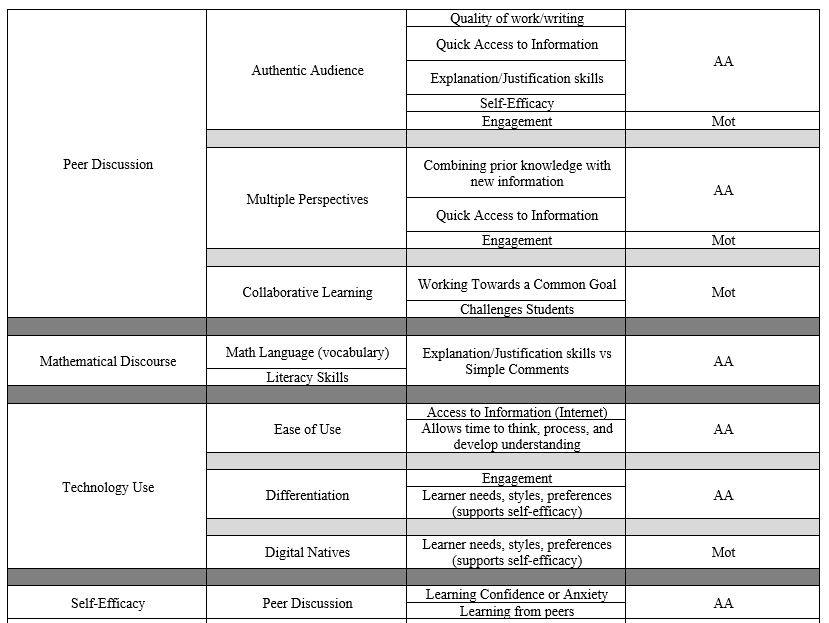 Quality of work/writing
Quick Access to Information
Authentic Audience
AA
Explanation/Justification skills
Self-Efficacy
Engagement
Mot
Peer Discussion
Combining prior knowledge with
new information
Multiple Perspectives
AA
Quick Access to Information
Engagement
Mot
Collaborative Learning
Working Towards a Common Goal
Mot
Challenges Students
Mathematical Discourse
Math Language (vocabulary)
Explanation/Justification skills vs
Simple Comments
AA
Literacy Skills
Technology Use
Ease of Use
Access to Information (Internet)
Allows time to think, process, and
develop understanding
AA
Differentiation
Engagement
Learner needs, styles, preferences
(supports self-efficacy)
AA
Digital Natives
Learner needs, styles, preferences
(supports self-efficacy)
Mot
Self-Efficacy
Peer Discussion
Learning Confidence or Anxiety
Learning from peers
AA